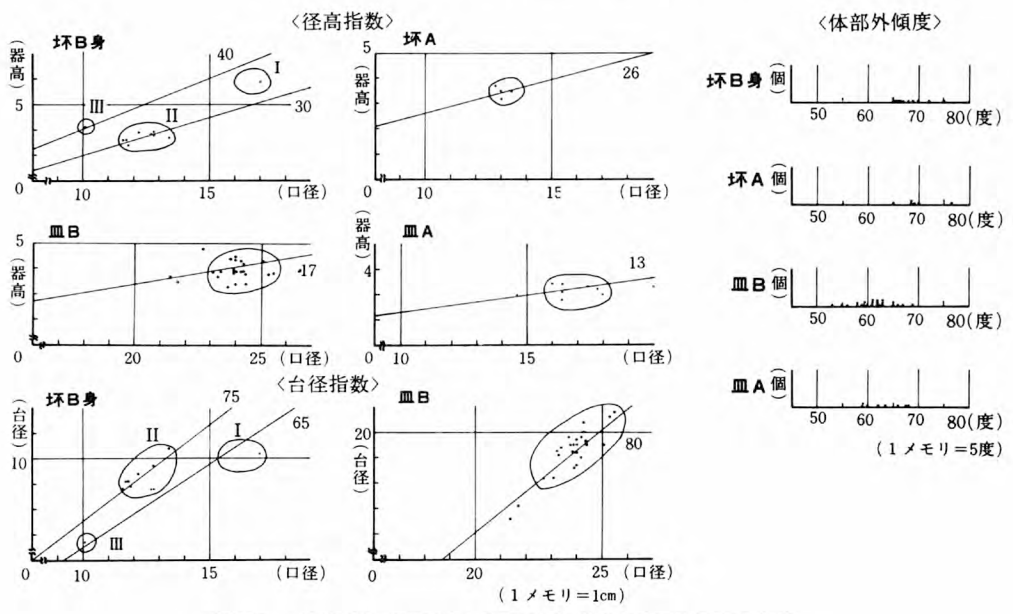 〈径高指数〉
坏B身
(器高)
40
Ⅰ
Ⅲ
Ⅱ
5
30
0
10
15
(口径)
坏A
(器高)
5
26
0
10
15
(口径)
皿B
(器高)
5
17
0
20
25
(口径)
皿A
(器高)
4
13
0
10
15
(口径)
〈台径指数〉
坏B身
(台径)
75
65
Ⅱ
Ⅰ
10
Ⅲ
0
10
15
(口径)
皿B
(台径)
20
80
0
20
25
(口径)
(1メモリ=1cm)
〈体部外傾度〉
坏B身
(個)
50 60 70 80(度)
坏A
(個)
50 60 70 80(度)
皿B
(個)
50 60 70 80(度)
皿A
(個)
50 60 70 80(度)
(1メモリ=5度)